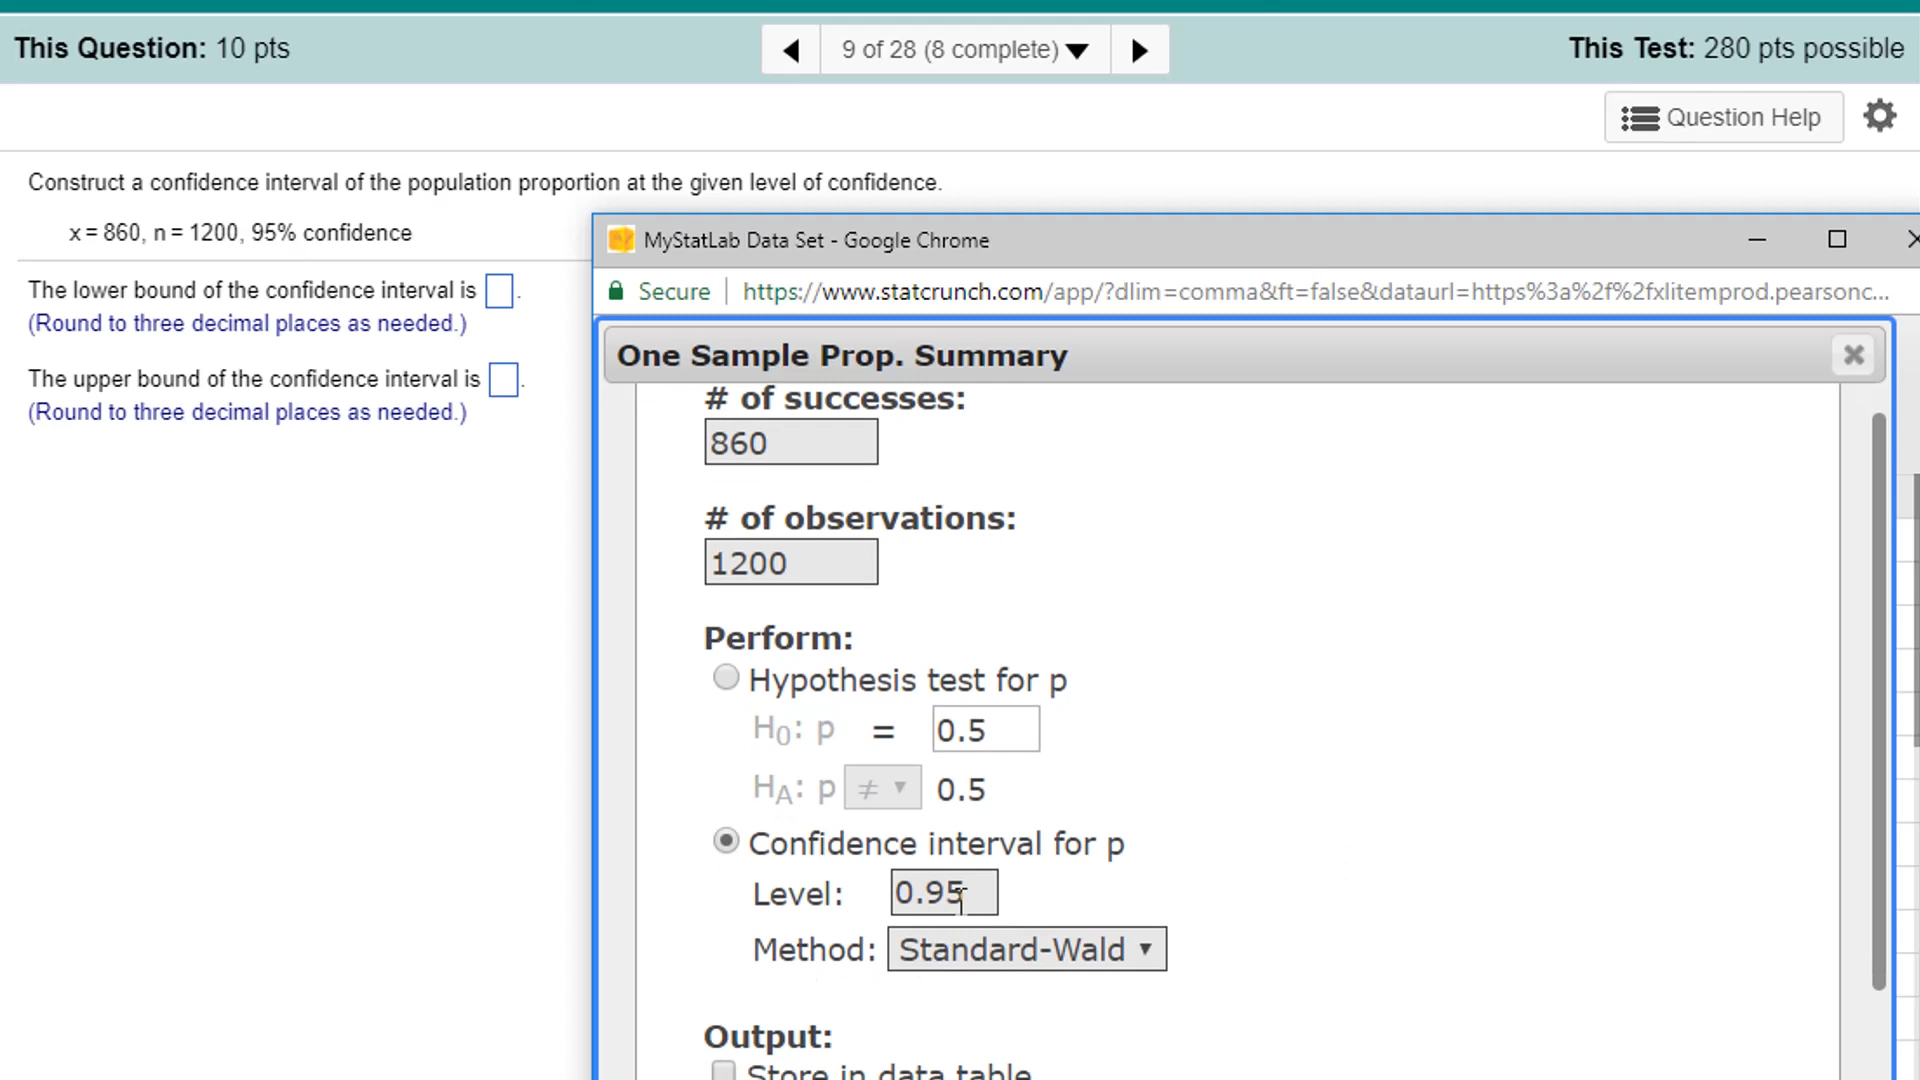 This Question: 10 pts
9 of 28 (8 complete)
This Test: 280 pts possible
Question Help
Construct a confidence interval of the population proportion at the given level of confidence.
x = 860, n = 1200, 95% confidence
The lower bound of the confidence interval is .
(Round to three decimal places as needed.)
The upper bound of the confidence interval is .
(Round to three decimal places as needed.)
MyStatLab Data Set - Google Chrome
Secure https://www.statcrunch.com/app/?dlim=comma&ft=false&dataurl=https%3a%2f%2fxlitemprod.pearsonc...
One Sample Prop. Summary
# of successes:
860
# of observations:
1200
Perform:
Hypothesis test for p
H0: p = 0.5
HA: p ≠ 0.5
Confidence interval for p
Level: 0.95
Method: Standard-Wald
Output:
Store in data table